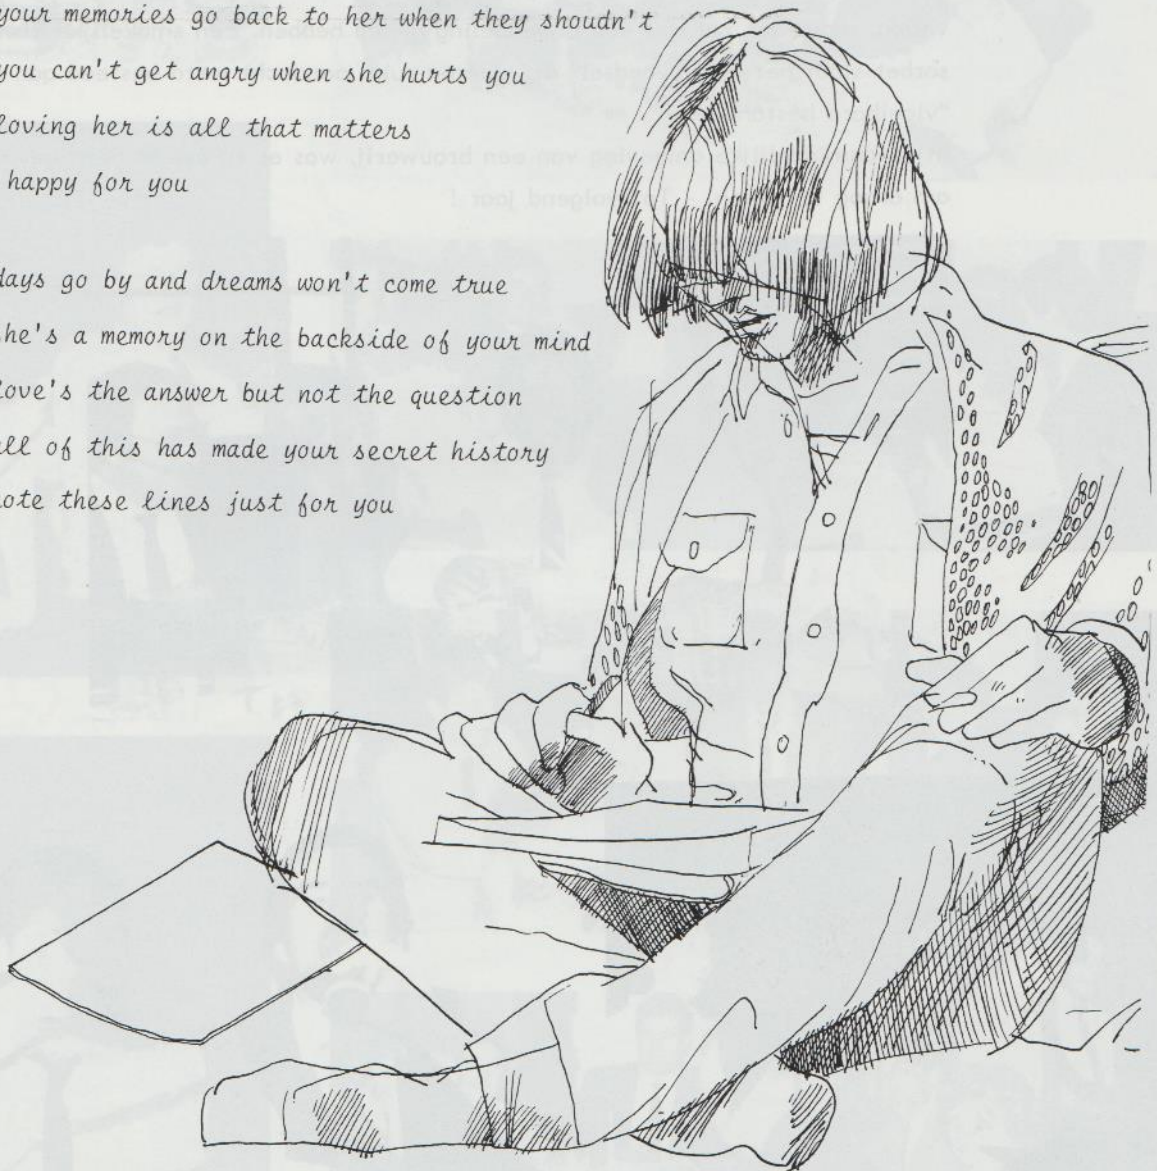 your memories go back to her when they shoudn't
you can't get angry when she hurts you
loving her is all that matters
happy for you
days go by and dreams won't come true
he's a memory on the backside of your mind
love's the answer but not the question
all of this has made your secret history
ote these lines just for you